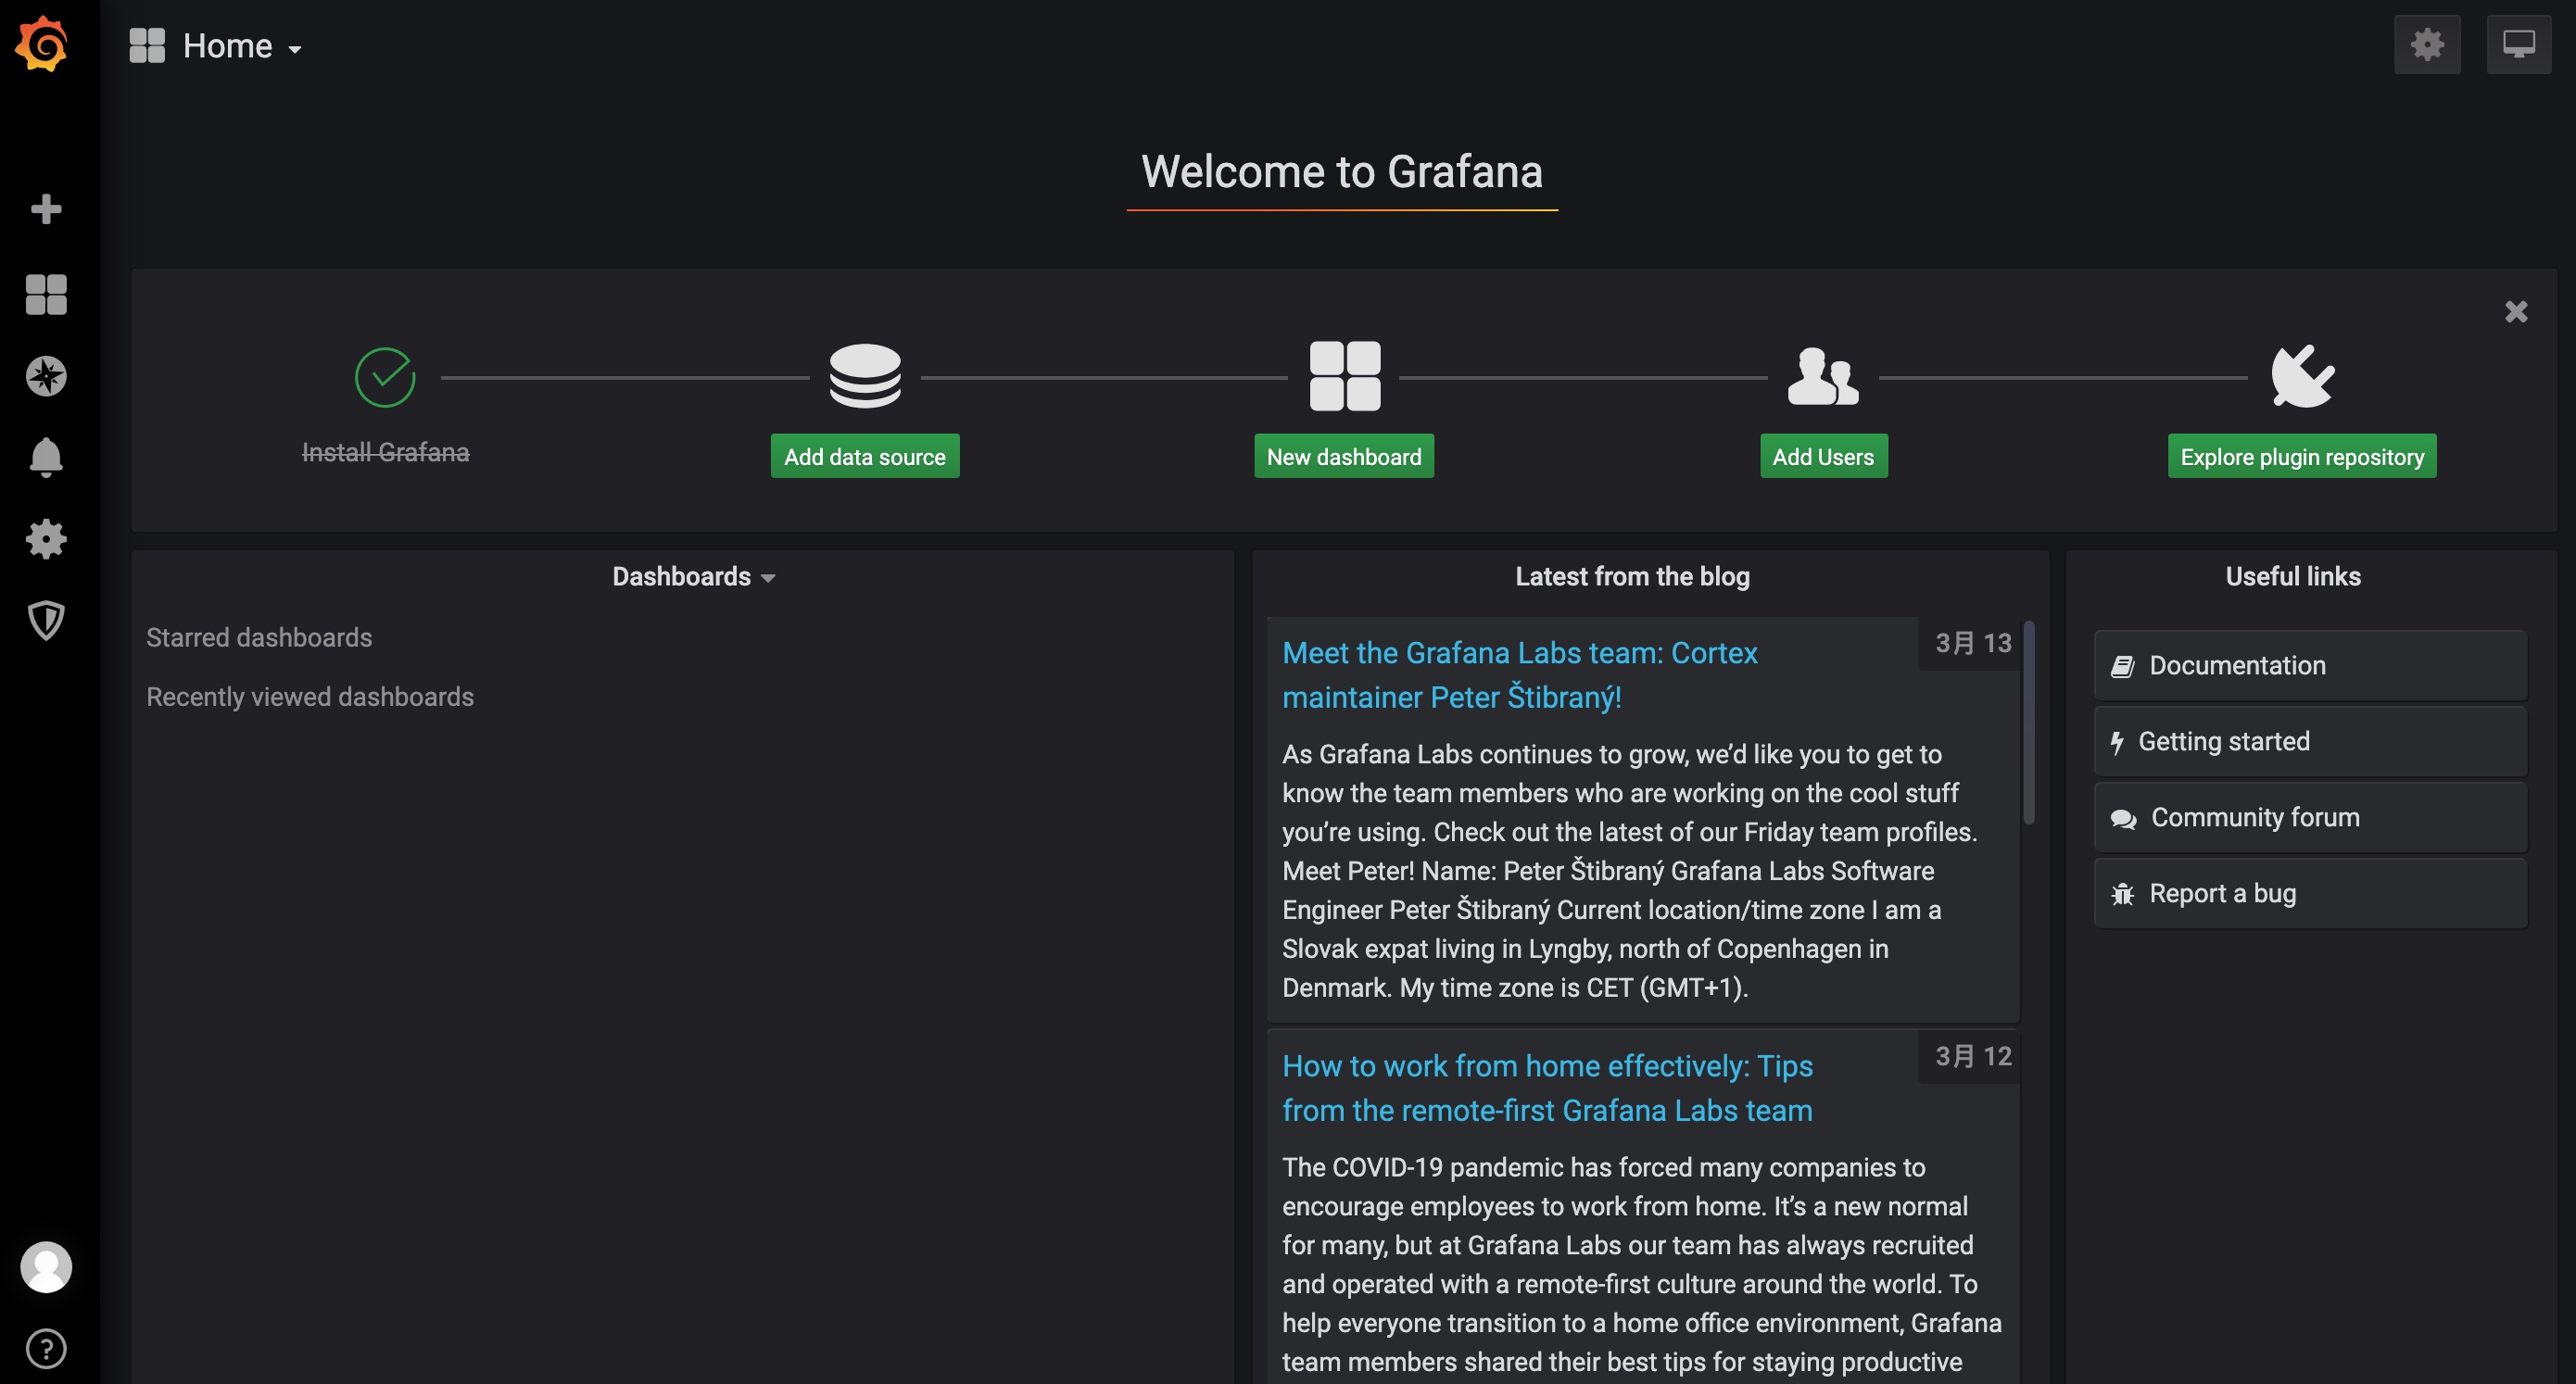 Home
Welcome to Grafana
Install Grafana
Add data source
New dashboard
Add Users
Explore plugin repository
Dashboards
Starred dashboards
Recently viewed dashboards
Latest from the blog
Meet the Grafana Labs team: Cortex
maintainer Peter Štibraný!
3月 13
As Grafana Labs continues to grow, we’d like you to get to
know the team members who are working on the cool stuff
you’re using. Check out the latest of our Friday team profiles.
Meet Peter! Name: Peter Štibraný Grafana Labs Software
Engineer Peter Štibraný Current location/time zone I am a
Slovak expat living in Lyngby, north of Copenhagen in
Denmark. My time zone is CET (GMT+1).
How to work from home effectively: Tips
from the remote-first Grafana Labs team
3月 12
The COVID-19 pandemic has forced many companies to
encourage employees to work from home. It’s a new normal
for many, but at Grafana Labs our team has always recruited
and operated with a remote-first culture around the world. To
help everyone transition to a home office environment, Grafana
team members shared their best tips for staying productive
Useful links
Documentation
Getting started
Community forum
Report a bug